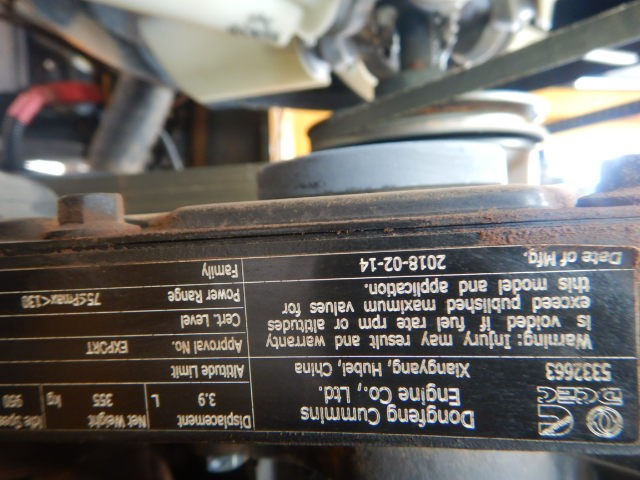 DCEC
Dongfeng Cummins
Engine Co., Ltd.
Xiangyang, Hubei, China
5332663
Warning: Injury may result and warranty
is voided if fuel rate rpm or altitudes
exceed published maximum values for
this model and application.
Date of Mfg. 2018-02-14
Displacement 3.9 L
Net Weight 355 kg
Altitude Limit
Approval No. EXPORT
Cert. Level
Power Range 75≤Pmax<130
Family